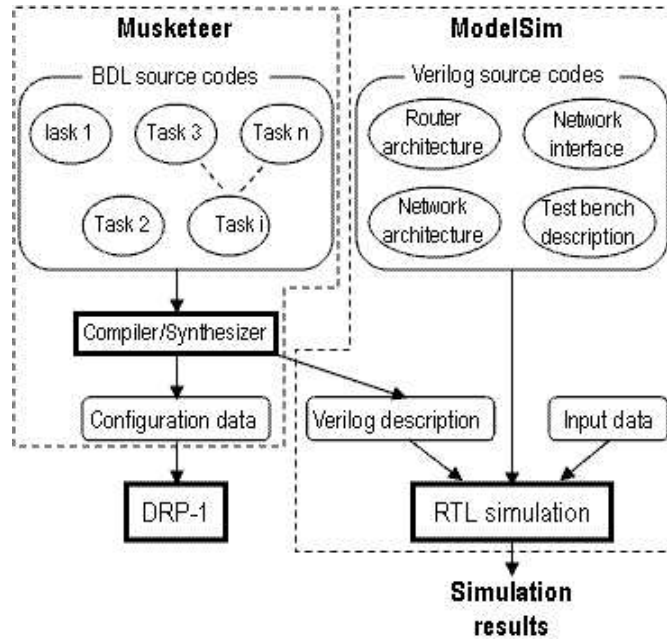 Musketeer
BDL source codes
Task 1
Task 3
Task n
Task 2
Task i
Compiler/Synthesizer
Configuration data
DRP-1
ModelSim
Verilog source codes
Router
architecture
Network
interface
Network
architecture
Test bench
description
Verilog description
Input data
RTL simulation
Simulation
results